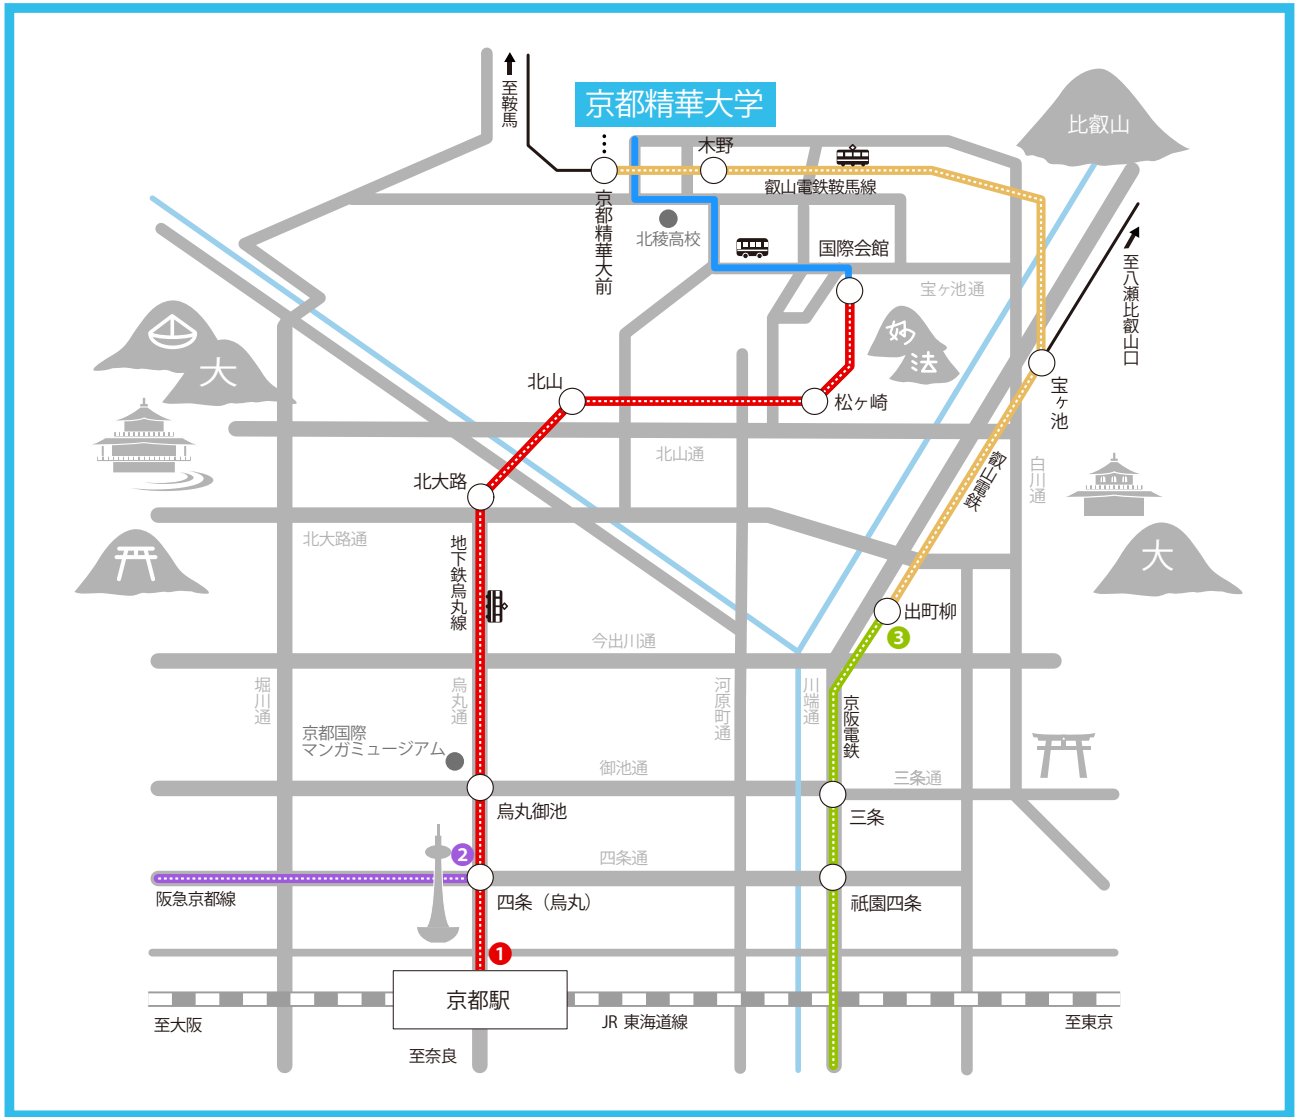 至鞍馬
京都精華大学
比叡山
木野
叡山電鉄鞍馬線
京都精華大前
北稜高校
国際会館
宝ヶ池通
至八瀬比叡山口
妙
法
大
北山
松ヶ崎
宝ヶ池
北山通
叡山電鉄
白川通
北大路
北大路通
地下鉄烏丸線
大
出町柳
3
今出川通
堀川通
烏丸通
河原町通
川端通
京阪電鉄
京都国際
マンガミュージアム
御池通
三条通
烏丸御池
三条
2
四条通
阪急京都線
四条（烏丸）
祇園四条
1
京都駅
至大阪
JR 東海道線
至東京
至奈良